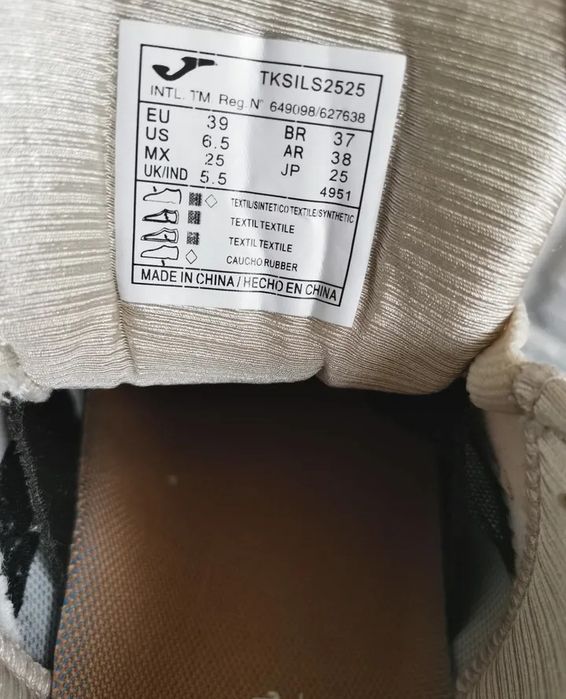 TKSILS2525
INTL. TM. Reg. Nº 649098/627638
EU 39 BR 37
US 6.5 AR 38
MX 25 JP 25
UK/IND 5.5 4951
TEXTIL/SINTETICO TEXTILE/SYNTHETIC
TEXTIL TEXTILE
TEXTIL TEXTILE
CAUCHO RUBBER
MADE IN CHINA / HECHO EN CHINA